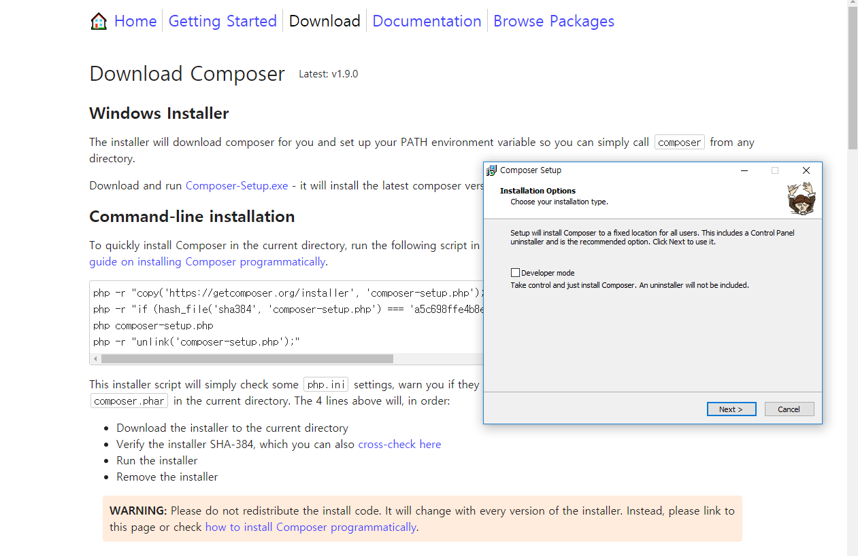 Home Getting Started Download Documentation Browse Packages
Download Composer Latest: v1.9.0
Windows Installer
The installer will download composer for you and set up your PATH environment variable so you can simply call composer from any
directory.
Download and run Composer-Setup.exe - it will install the latest composer vers
Command-line installation
To quickly install Composer in the current directory, run the following script in
guide on installing Composer programmatically.
php -r "copy('https://getcomposer.org/installer', 'composer-setup.php');
php -r "if (hash_file('sha384', 'composer-setup.php') === 'a5c698ffe4b8e
php composer-setup.php
php -r "unlink('composer-setup.php');"
This installer script will simply check some php.ini settings, warn you if they
composer.phar in the current directory. The 4 lines above will, in order:
• Download the installer to the current directory
• Verify the installer SHA-384, which you can also cross-check here
• Run the installer
• Remove the installer
WARNING: Please do not redistribute the install code. It will change with every version of the installer. Instead, please link to
this page or check how to install Composer programmatically.
Composer Setup
Installation Options
Choose your installation type.
Setup will install Composer to a fixed location for all users. This includes a Control Panel
uninstaller and is the recommended option. Click Next to use it.
Developer mode
Take control and just install Composer. An uninstaller will not be included.
Next > Cancel